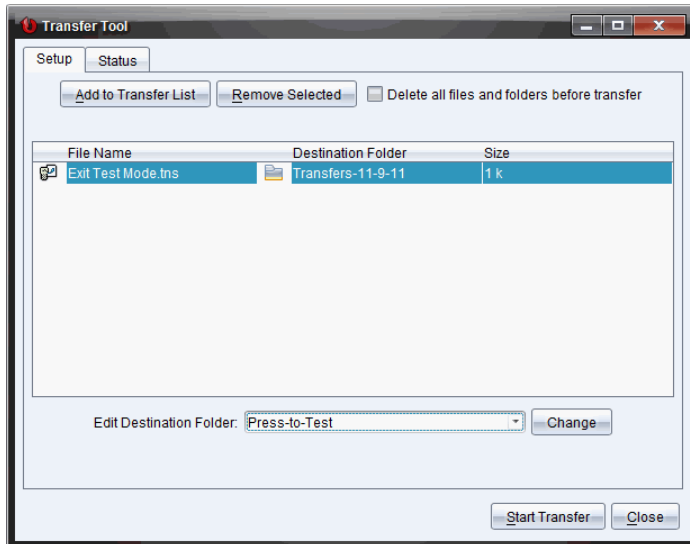 Transfer Tool
Setup Status
Add to Transfer List Remove Selected Delete all files and folders before transfer
File Name Destination Folder Size
Exit Test Mode.tns Transfers-11-9-11 1 k
Edit Destination Folder: Press-to-Test Change
Start Transfer Close